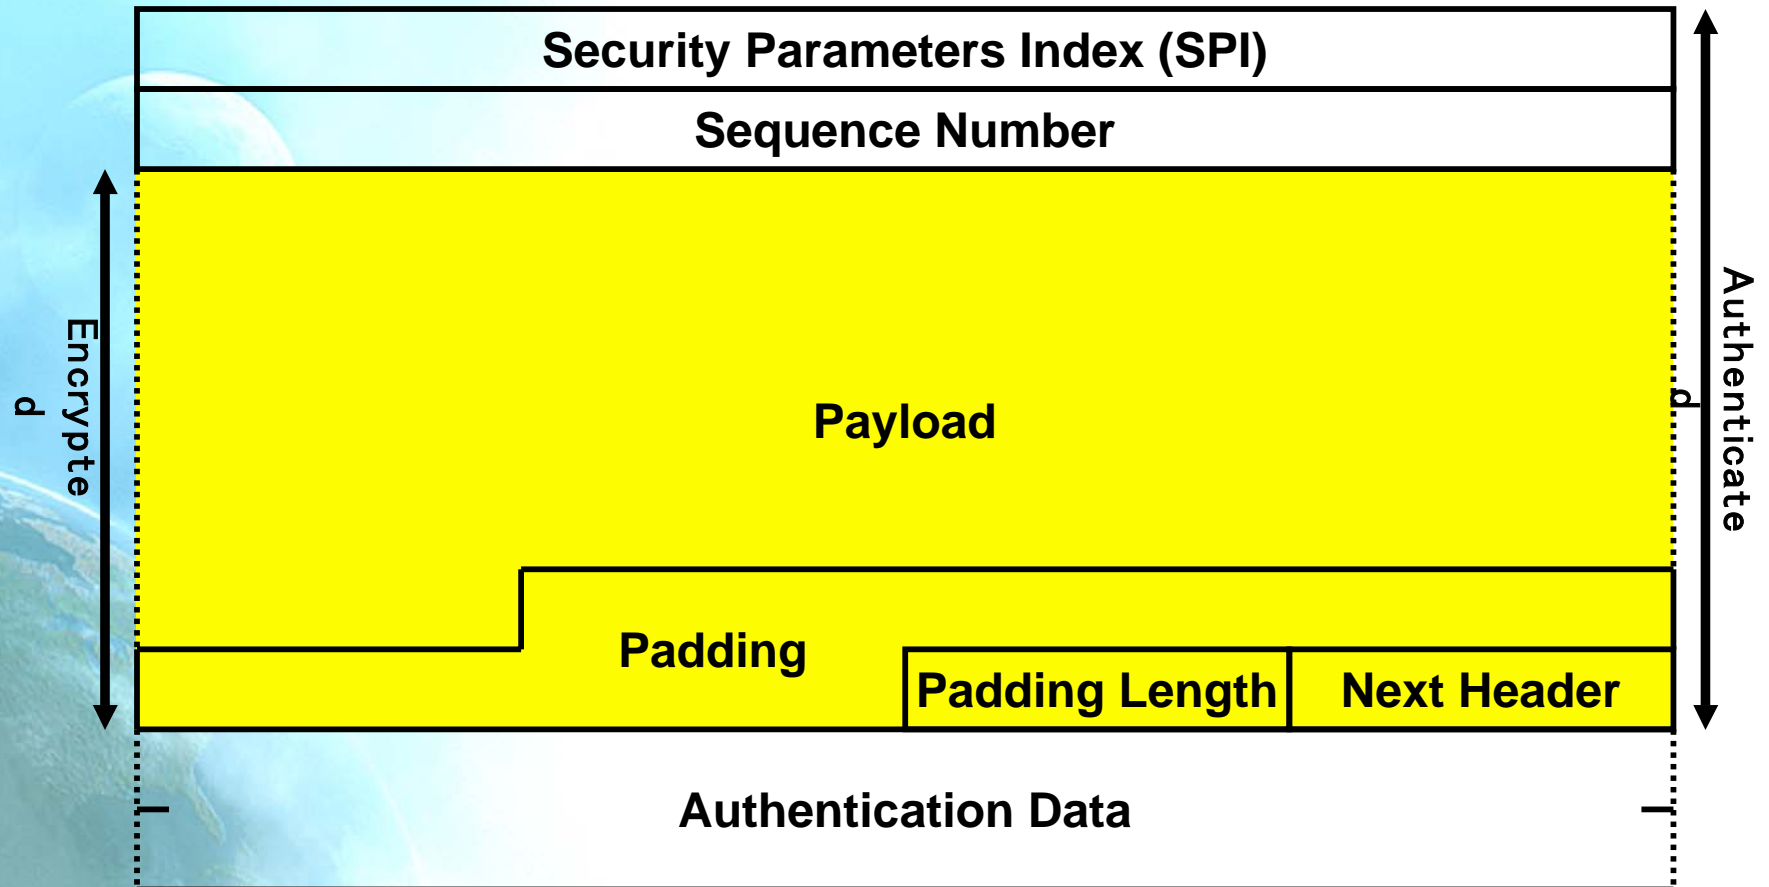 Security Parameters Index (SPI)
Sequence Number
Encrypte
d
Payload
Authenticate
d
Padding
Padding Length
Next Header
Authentication Data